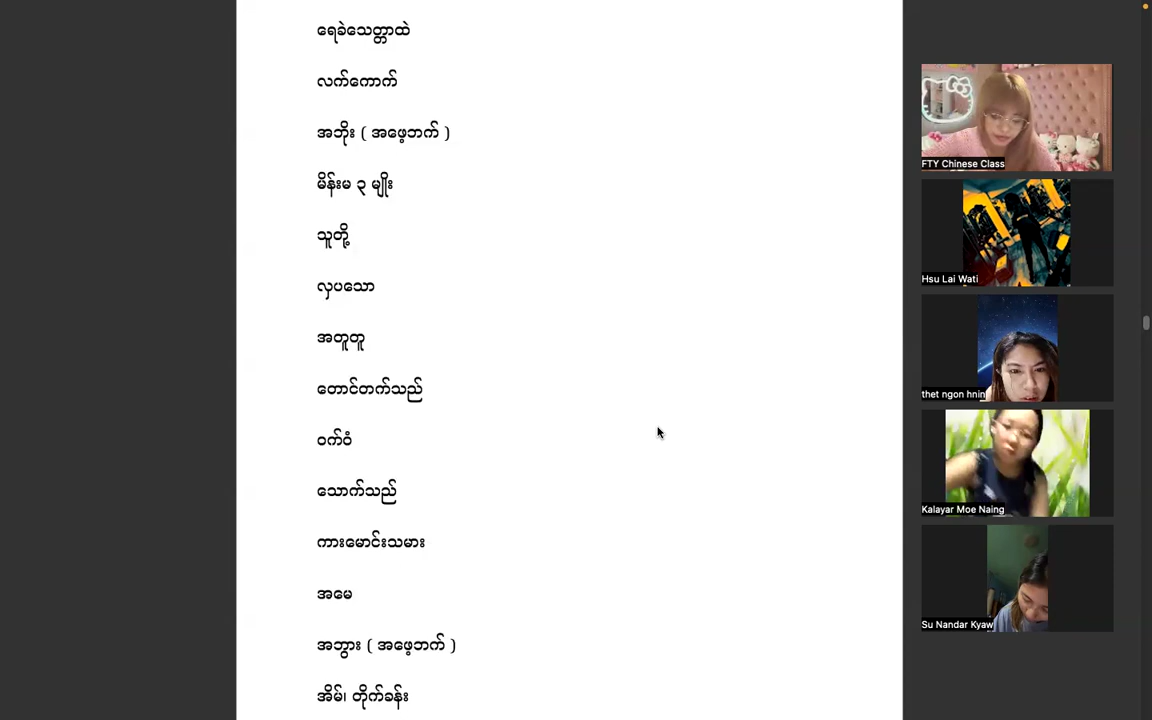 ရေခဲသေတ္တာထဲ
လက်ကောက်
အဘိုး ( အဖေ့ဘက် )
မိန်းမ ၃ မျိုး
သူတို့
လှပသော
အတူတူ
တောင်တက်သည်
ဝက်ဝံ
သောက်သည်
ကားမောင်းသမား
အမေ
အဘွား ( အဖေ့ဘက် )
အိမ်၊ တိုက်ခန်း
FTY Chinese Class
Hsu Lai Wati
thet ngon hnin
Kalayar Moe Naing
Su Nandar Kyaw